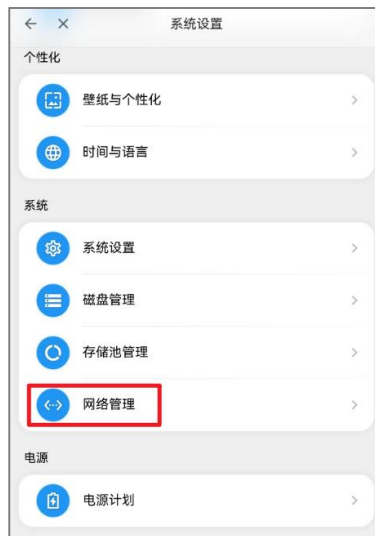 系统设置
个性化
壁纸与个性化
时间与语言
系统
系统设置
磁盘管理
存储池管理
网络管理
电源
电源计划